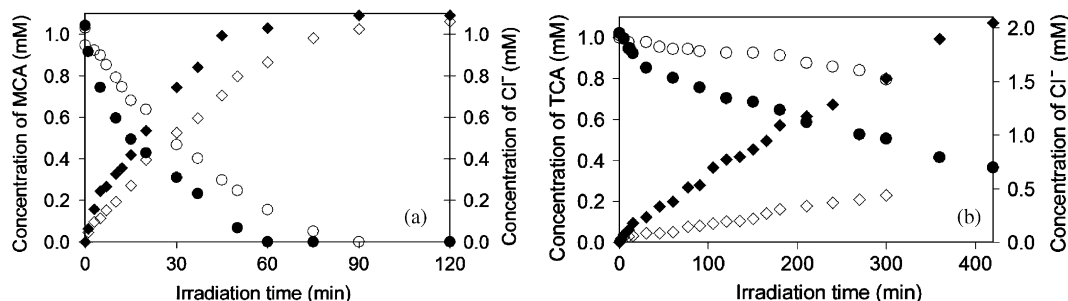 Concentration of MCA (mM)
1.0
0.8
0.6
0.4
0.2
0.0
1.0
0.8
0.6
0.4
0.2
0.0
Concentration of Cl⁻ (mM)
(a)
0 30 60 90 120
Irradiation time (min)
Concentration of TCA (mM)
1.0
0.8
0.6
0.4
0.2
0.0
2.0
1.5
1.0
0.5
0.0
Concentration of Cl⁻ (mM)
(b)
0 100 200 300 400
Irradiation time (min)